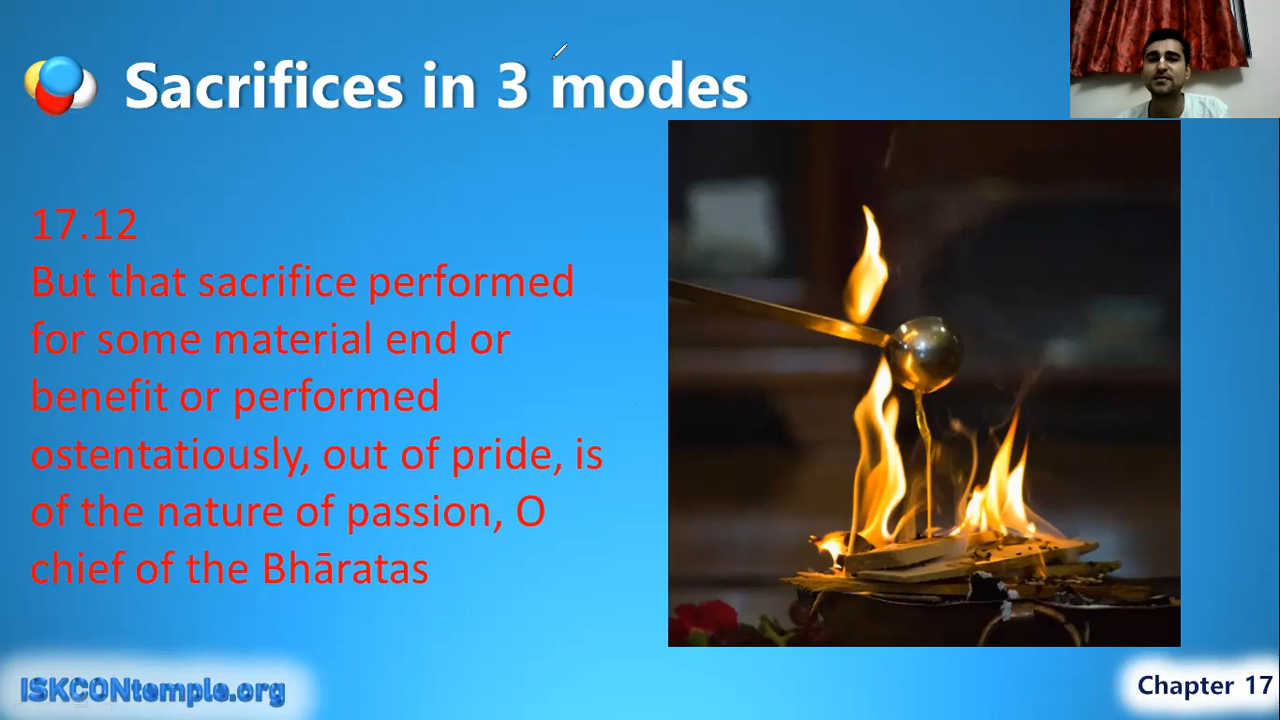 Sacrifices in 3 modes
17.12
But that sacrifice performed
for some material end or
benefit or performed
ostentatiously, out of pride, is
of the nature of passion, O
chief of the Bhāratas
ISKCONtemple.org
Chapter 17